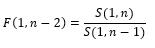 F(1, n − 2) = S(1, n) / S(1, n − 1)